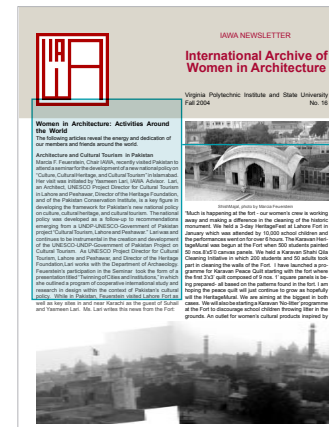 IAWA NEWSLETTER
International Archive of
Women in Architecture
Virginia Polytechnic Institute and State University
Fall 2004 No. 16
Women in Architecture: Activities Around
the World
The following articles reveal the energy and dedication of
our members and friends around the world.
Architecture and Cultural Tourism in Pakistan
Marcia F. Feuerstein, Chair IAWA, recently visited Pakistan to
attend a seminar for the development of a new national policy on
"Culture, Cultural Heritage, and Cultural Tourism" in Islamabad.
Her visit was initiated by Yasmeen Lari, IAWA Advisor. Lari,
an Architect, UNESCO Project Director for Cultural Tourism
in Lahore and Peshawar, Director of the Heritage Foundation,
and of the Pakistan Conservation Institute, is a key figure in
developing the framework for Pakistan's new national policy
on culture, cultural heritage, and cultural tourism. The national
policy was developed as a follow-up to recommendations
emerging from a UNDP-UNESCO-Government of Pakistan
project "Cultural Tourism, Lahore and Peshawar." Lari was and
continues to be instrumental in the creation and development
of the UNESCO-UNDP-Government of Pakistan Project on
Cultural Tourism. As UNESCO Project Director for Cultural
Tourism, Lahore and Peshawar, and Director of the Heritage
Foundation, Lari works with the Department of Archaeology.
Feuerstein's participation in the Seminar took the form of a
presentation titled "Twinning of Cities and Institutions," in which
she outlined a program of cooperative international study and
research in design within the context of Pakistan's cultural
policy. While in Pakistan, Feuerstein visited Lahore Fort as
well as key sites in and near Karachi as the guest of Suhail
and Yasmeen Lari. Ms. Lari writes this news from the Fort:
photo by Marcia Feuerstein
"Much is happening at the fort - our women's crew is working
away and making a difference in the cleaning of the historic
monument. We held a 3-day HeritageFest at Lahore Fort in
January which was attended by 10,000 school children and
the performances went on for over 6 hours. The Karavan Heri-
tageMural was begun at the Fort when 500 students painted
50 nos. 8'x5'0 canvas panels. We held a Karavan Shahi Qila
Cleaning Initiative in which 200 students and 50 adults took
part in cleaning the walls of the Fort. I have launched a pro-
gramme for Karavan Peace Quilt starting with the fort where
the first 3'x3' quilt composed of 9 nos. 1' square panels is be-
ing prepared- all based on the patterns found in the fort. I am
hoping the peace quilt will just continue to grow as hopefully
will the HeritageMural. We are aiming at the biggest in both
cases. We will also be starting a Karavan 'No-litter' programme
at the Fort to discourage school children throwing litter in the
grounds. An outlet for women's cultural products inspired by